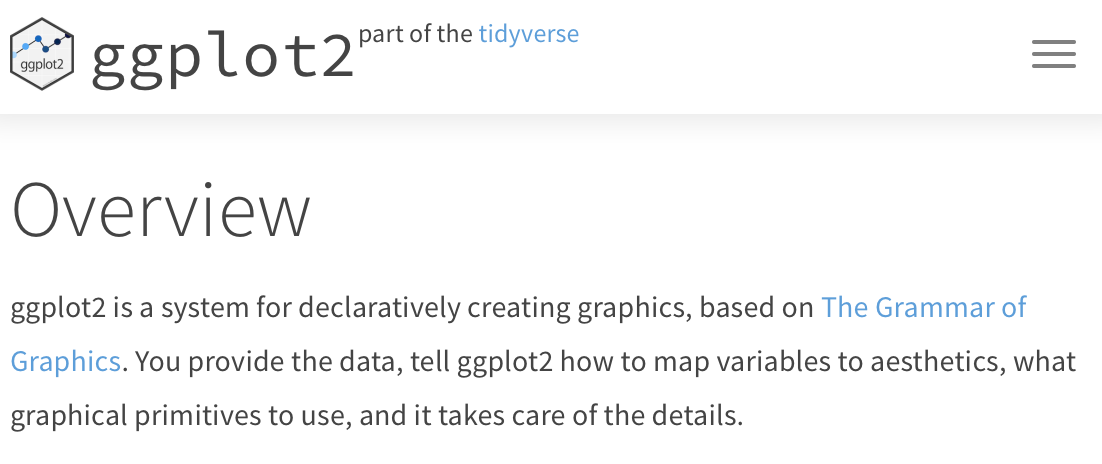 ggplot2
ggplot2 part of the tidyverse
Overview
ggplot2 is a system for declaratively creating graphics, based on The Grammar of
Graphics. You provide the data, tell ggplot2 how to map variables to aesthetics, what
graphical primitives to use, and it takes care of the details.